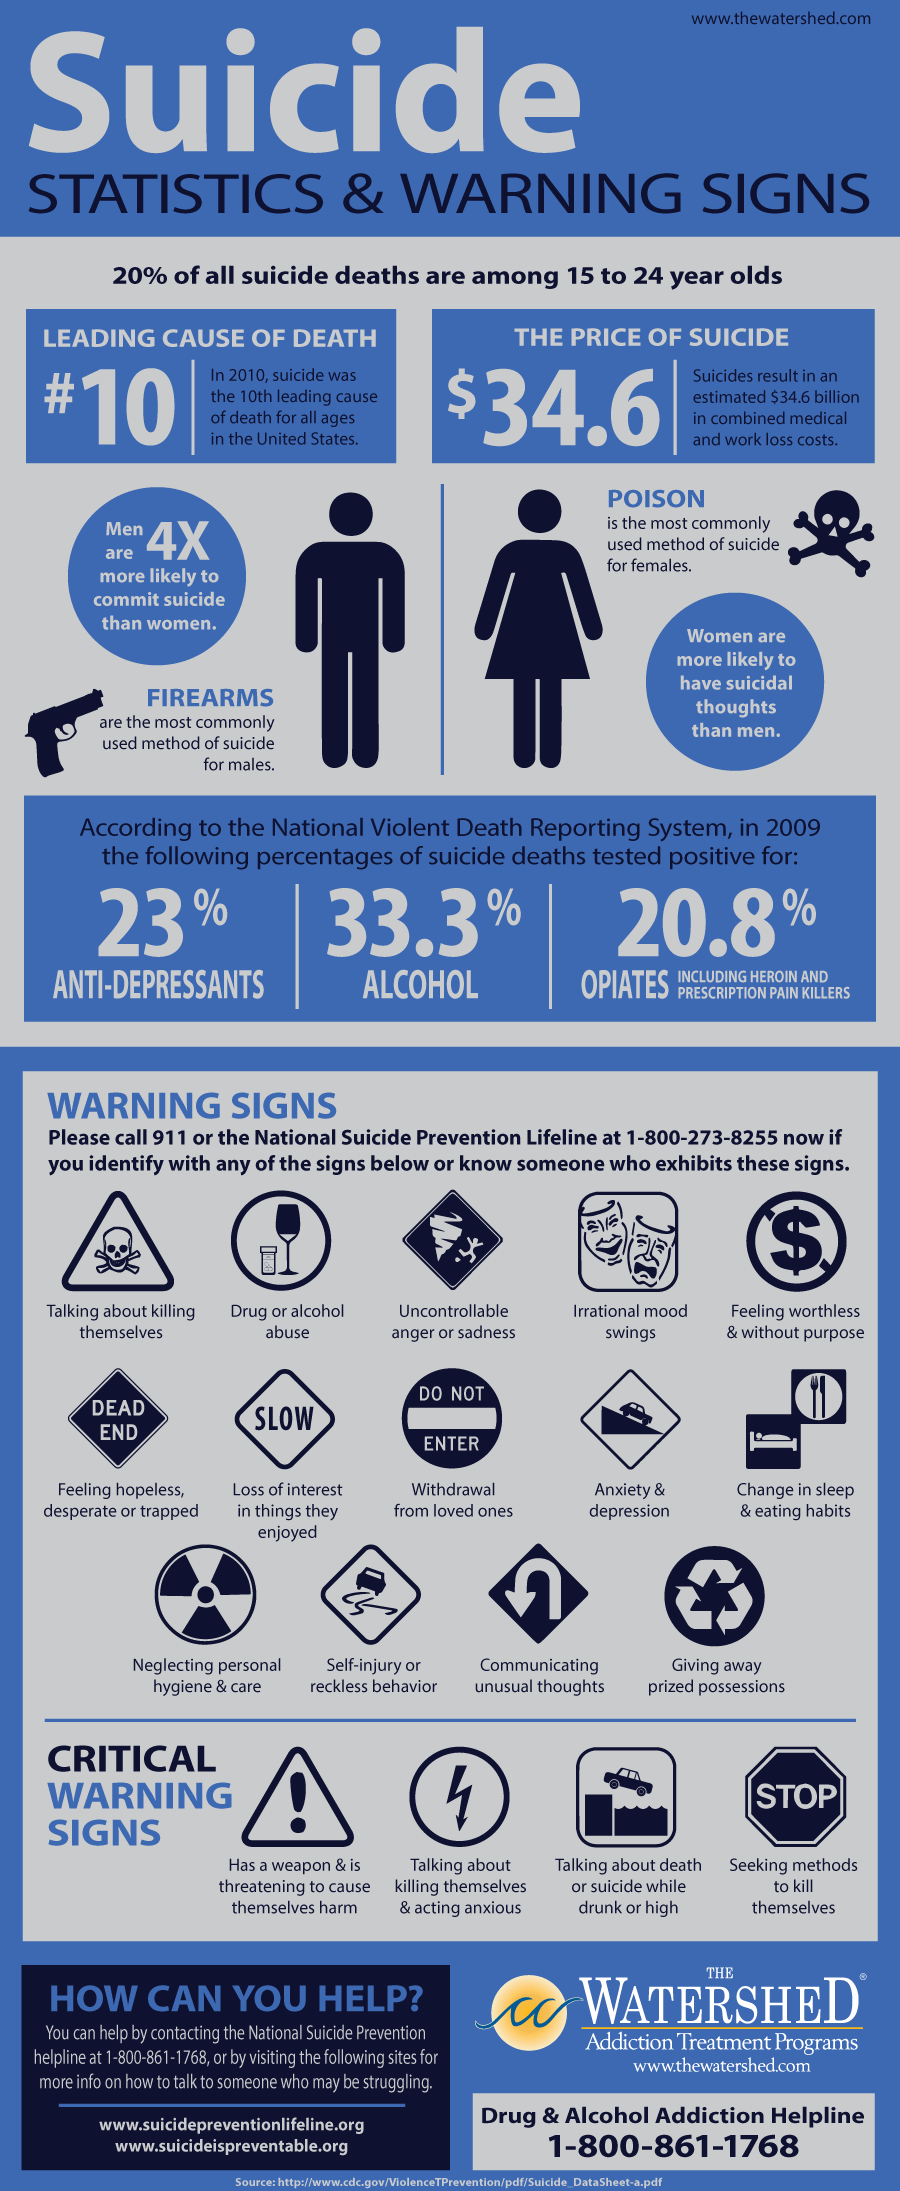 www.thewatershed.com
Suicide
STATISTICS & WARNING SIGNS
20% of all suicide deaths are among 15 to 24 year olds
LEADING CAUSE OF DEATH
#10
In 2010, suicide was
the 10th leading cause
of death for all ages
in the United States.
THE PRICE OF SUICIDE
$34.6
Suicides result in an
estimated $34.6 billion
in combined medical
and work loss costs.
Men
are 4X
more likely to
commit suicide
than women.
FIREARMS
are the most commonly
used method of suicide
for males.
POISON
is the most commonly
used method of suicide
for females.
Women are
more likely to
have suicidal
thoughts
than men.
According to the National Violent Death Reporting System, in 2009
the following percentages of suicide deaths tested positive for:
23%
ANTI-DEPRESSANTS
33.3%
ALCOHOL
20.8%
OPIATES INCLUDING HEROIN AND
PRESCRIPTION PAIN KILLERS
WARNING SIGNS
Please call 911 or the National Suicide Prevention Lifeline at 1-800-273-8255 now if
you identify with any of the signs below or know someone who exhibits these signs.
Talking about killing
themselves
Drug or alcohol
abuse
Uncontrollable
anger or sadness
Irrational mood
swings
$
Feeling worthless
& without purpose
DEAD
END
Feeling hopeless,
desperate or trapped
SLOW
Loss of interest
in things they
enjoyed
DO NOT
ENTER
Withdrawal
from loved ones
Anxiety &
depression
Change in sleep
& eating habits
Neglecting personal
hygiene & care
Self-injury or
reckless behavior
Communicating
unusual thoughts
Giving away
prized possessions
CRITICAL
WARNING
SIGNS
!
Has a weapon & is
threatening to cause
themselves harm
Talking about
killing themselves
& acting anxious
Talking about death
or suicide while
drunk or high
STOP
Seeking methods
to kill
themselves
HOW CAN YOU HELP?
You can help by contacting the National Suicide Prevention
helpline at 1-800-861-1768, or by visiting the following sites for
more info on how to talk to someone who may be struggling.
www.suicidepreventionlifeline.org
www.suicideispreventable.org
THE
WATERSHED®
Addiction Treatment Programs
www.thewatershed.com
Drug & Alcohol Addiction Helpline
1-800-861-1768
Source: http://www.cdc.gov/ViolenceTPrevention/pdf/Suicide_DataSheet-a.pdf